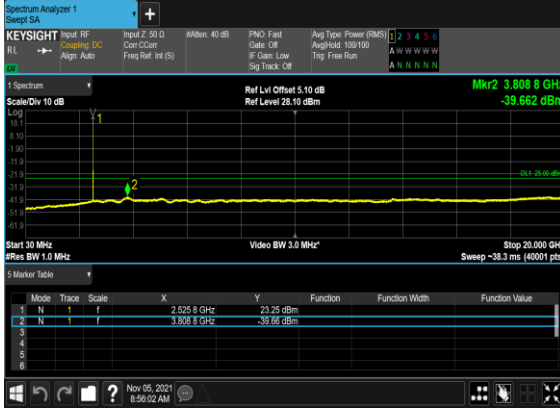 Spectrum Analyzer 1
Swept SA
+
KEYSIGHT Input: RF Input Z: 50 Ω #Atten: 40 dB PNO: Fast Avg Type: Power (RMS) 1 2 3 4 5 6
RL Coupling: DC Corr CCorr Gate: Off Avg|Hold: 100/100 A W W W W W
Align: Auto Freq Ref: Int (S) IF Gain: Low Trig: Free Run
Sig Track: Off A N N N N N
LXI
1 Spectrum Ref Lvl Offset 5.10 dB Mkr2 3.808 8 GHz
Scale/Div 10 dB Ref Level 28.10 dBm -39.662 dBm
Log
18.1
1
8.10
-1.90
-11.9
-21.9 DL1 -25.00 dBm
-31.9
2
-41.9
-51.9
-61.9
Start 30 MHz Video BW 3.0 MHz* Stop 20.000 GH
#Res BW 1.0 MHz Sweep ~38.3 ms (40001 pts
5 Marker Table
Mode Trace Scale X Y Function Function Width Function Value
1 N 1 f 2.525 8 GHz 23.25 dBm
2 N 1 f 3.808 8 GHz -39.66 dBm
3
4
5
6
? Nov 05, 2021
8:56:02 AM